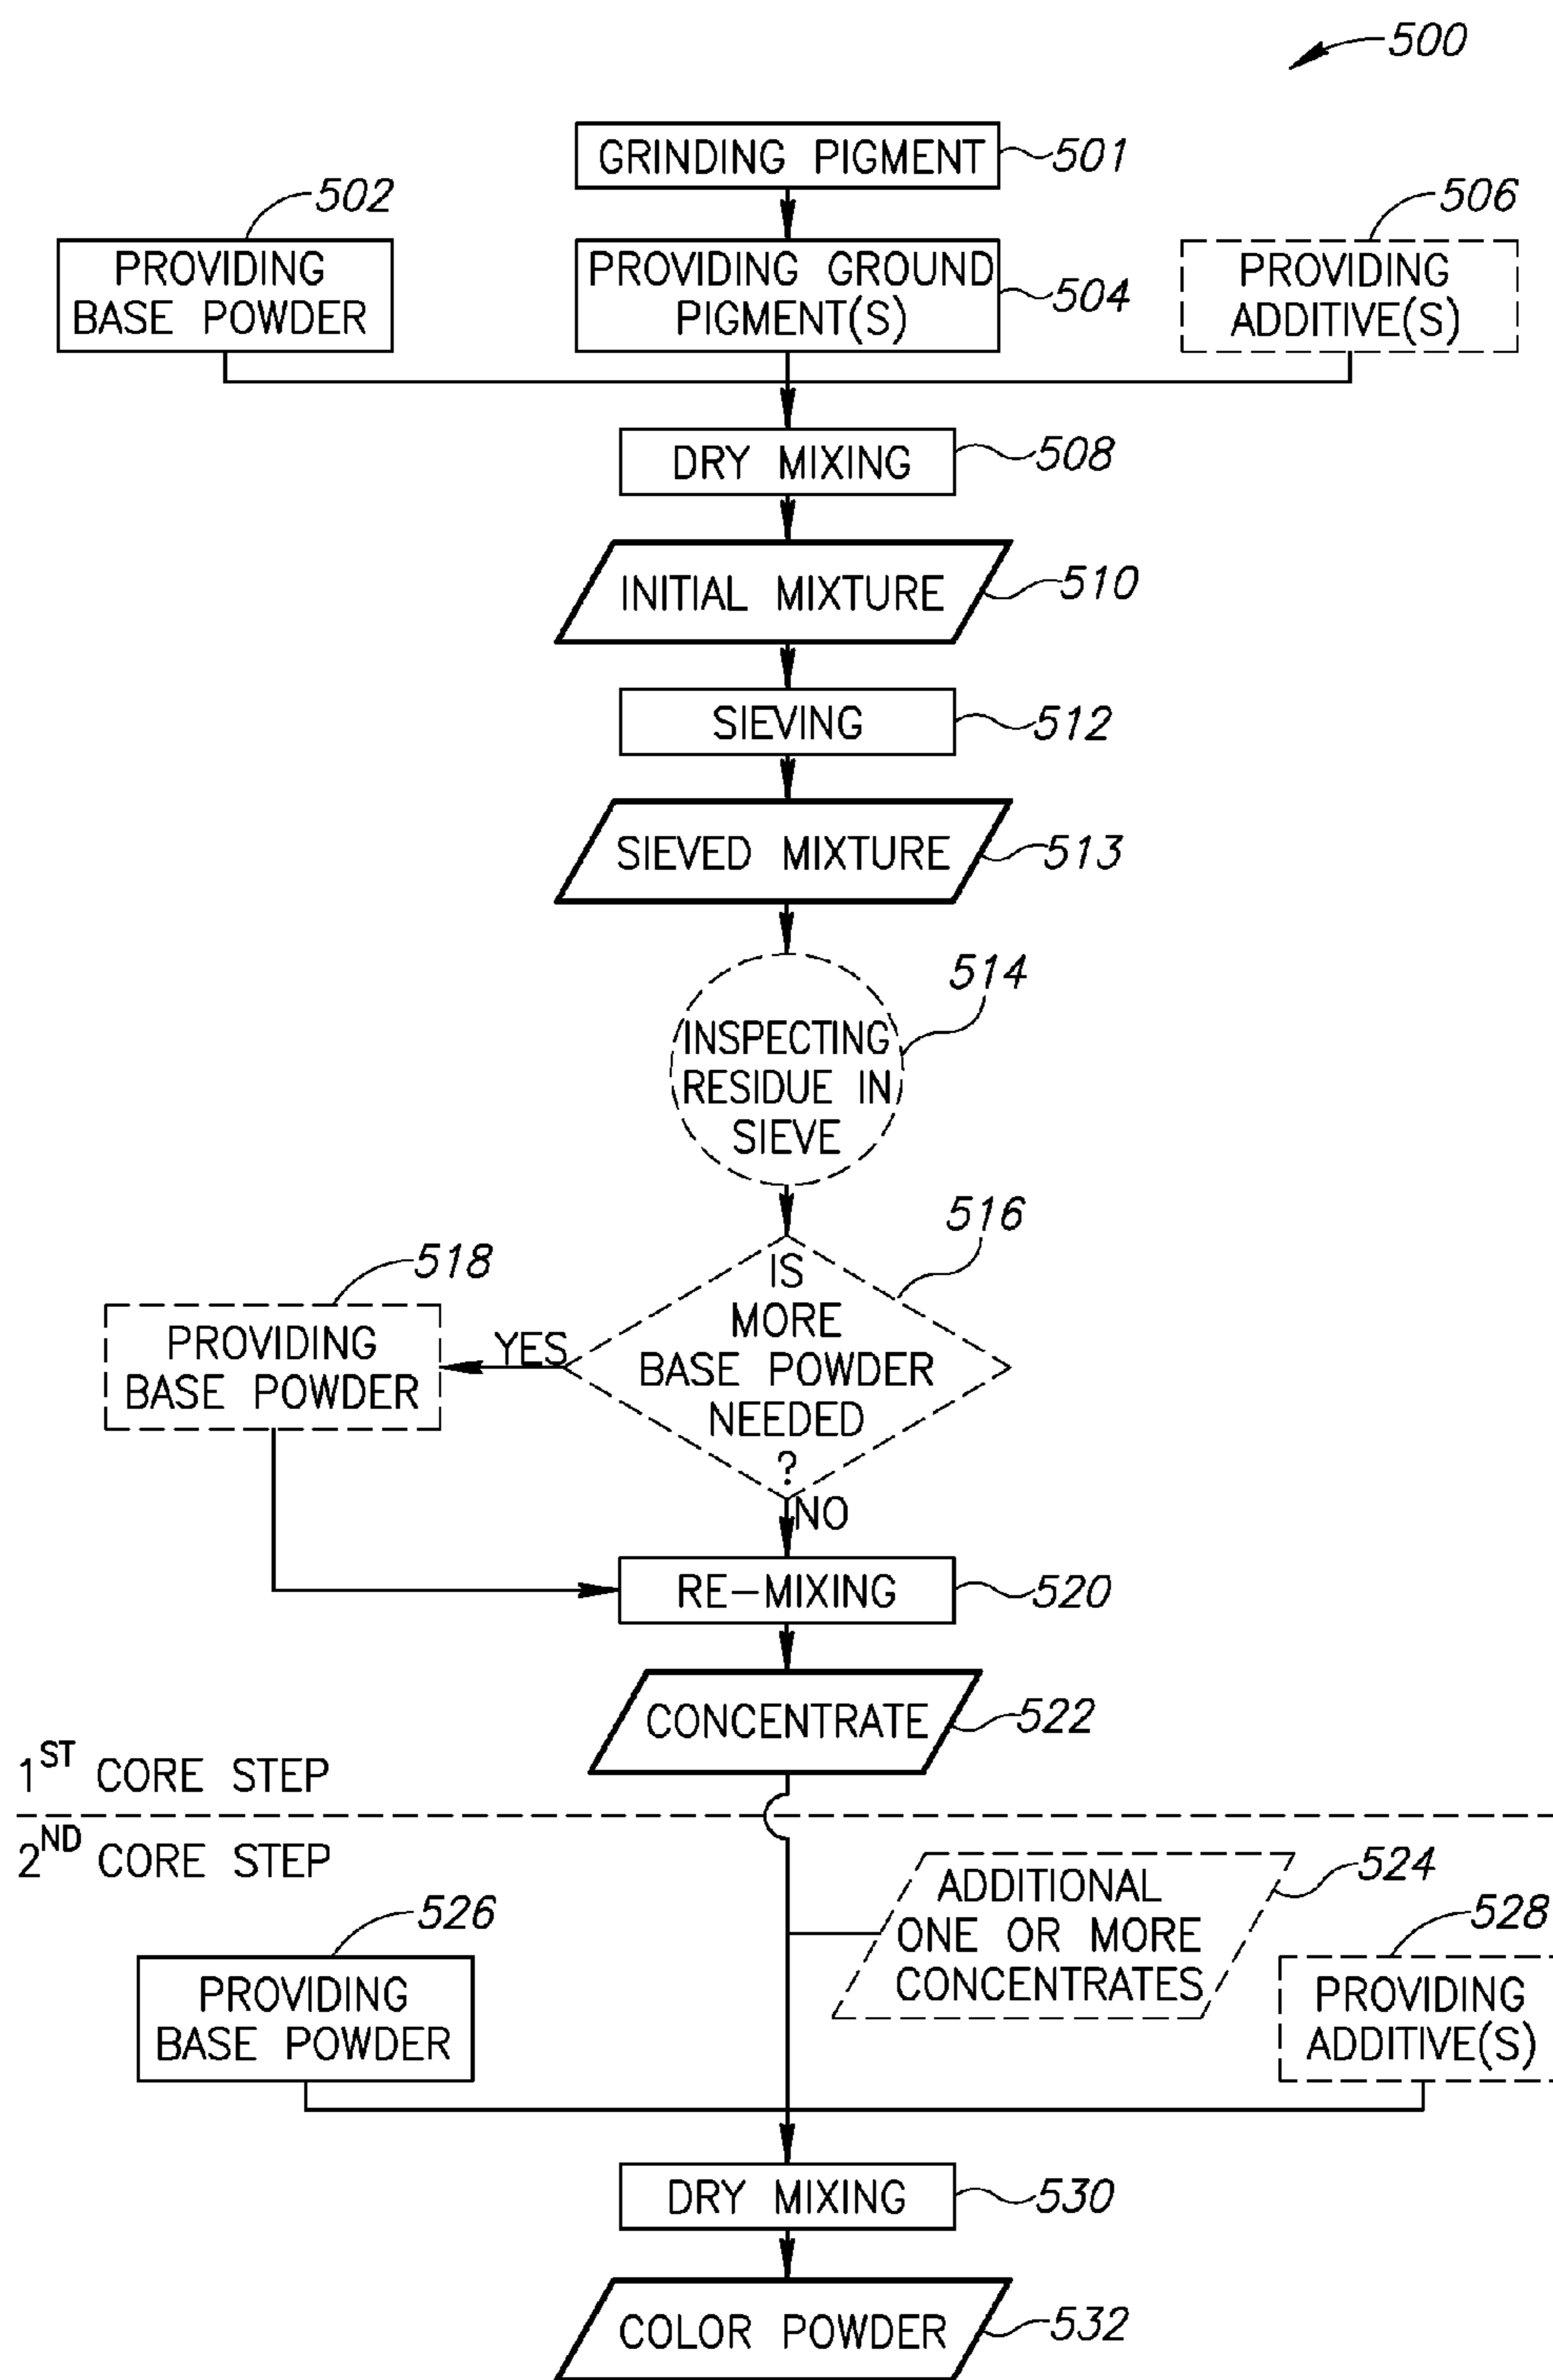 500
GRINDING PIGMENT
501
502
506
PROVIDING
BASE POWDER
PROVIDING GROUND
PIGMENT(S)
504
PROVIDING
ADDITIVE(S)
DRY MIXING
508
INITIAL MIXTURE
510
SIEVING
512
SIEVED MIXTURE
513
514
INSPECTING
RESIDUE IN
SIEVE
516
IS
MORE
BASE POWDER
NEEDED
?
518
YES
PROVIDING
BASE POWDER
NO
RE-MIXING
520
CONCENTRATE
522
1ST CORE STEP
2ND CORE STEP
524
ADDITIONAL
ONE OR MORE
CONCENTRATES
526
528
PROVIDING
BASE POWDER
PROVIDING
ADDITIVE(S)
DRY MIXING
530
COLOR POWDER
532